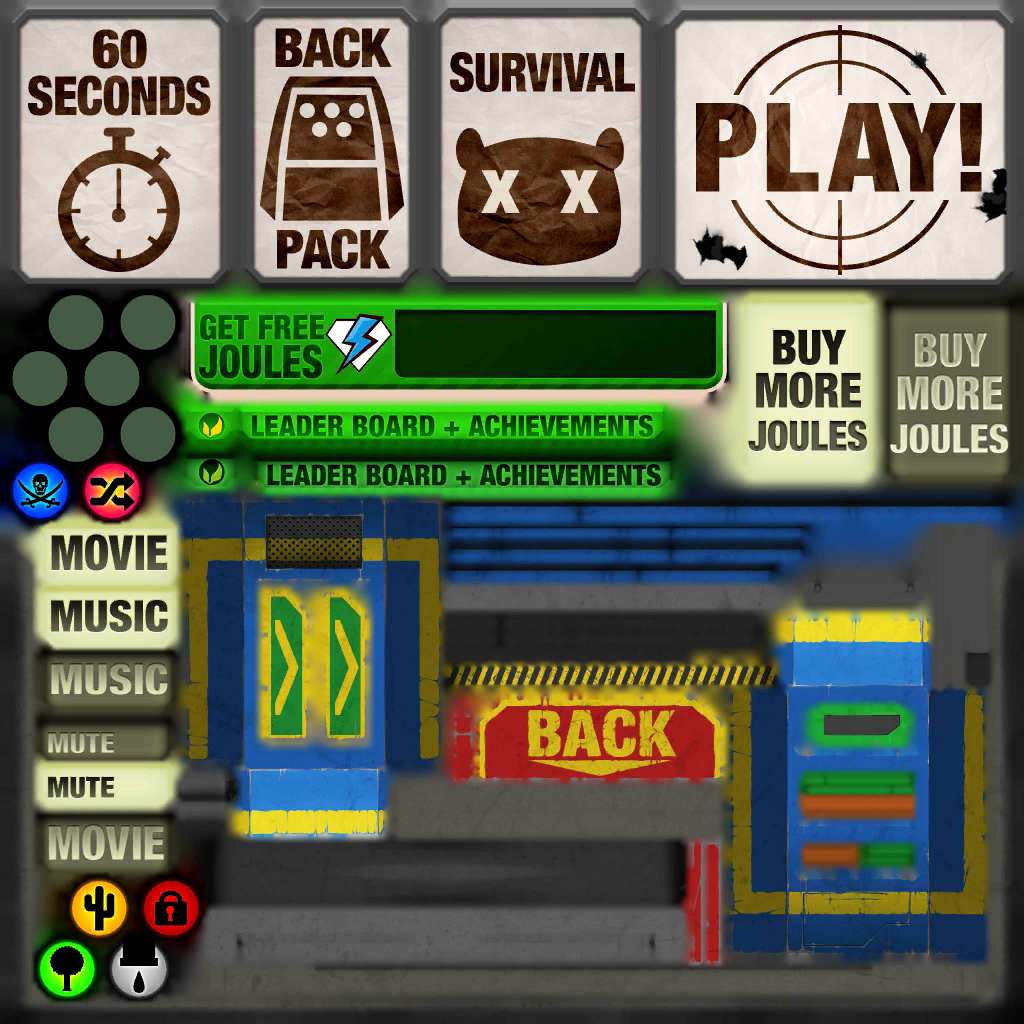 60
SECONDS
BACK
PACK
SURVIVAL
X X
PLAY!
GET FREE
JOULES
LEADER BOARD + ACHIEVEMENTS
LEADER BOARD + ACHIEVEMENTS
BUY
MORE
JOULES
BUY
MORE
JOULES
MOVIE
MUSIC
MUSIC
MUTE
MUTE
MOVIE
BACK